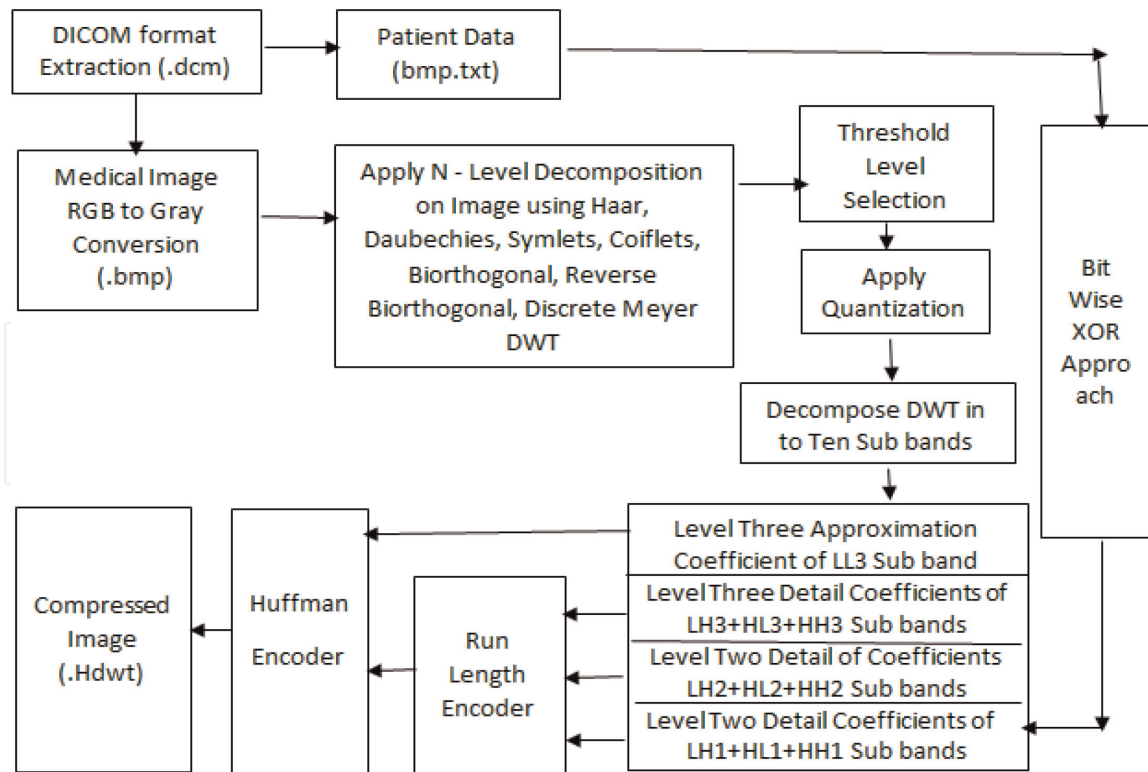 DICOM format
Extraction (.dcm)
Patient Data
(bmp.txt)
Medical Image
RGB to Gray
Conversion
(.bmp)
Apply N - Level Decomposition
on Image using Haar,
Daubechies, Symlets, Coiflets,
Biorthogonal, Reverse
Biorthogonal, Discrete Meyer
DWT
Threshold
Level
Selection
Apply
Quantization
Decompose DWT in
to Ten Sub bands
Bit
Wise
XOR
Appro
ach
Level Three Approximation
Coefficient of LL3 Sub band
Level Three Detail Coefficients of
LH3+HL3+HH3 Sub bands
Level Two Detail of Coefficients
LH2+HL2+HH2 Sub bands
Level Two Detail Coefficients of
LH1+HL1+HH1 Sub bands
Run
Length
Encoder
Huffman
Encoder
Compressed
Image
(.Hdwt)